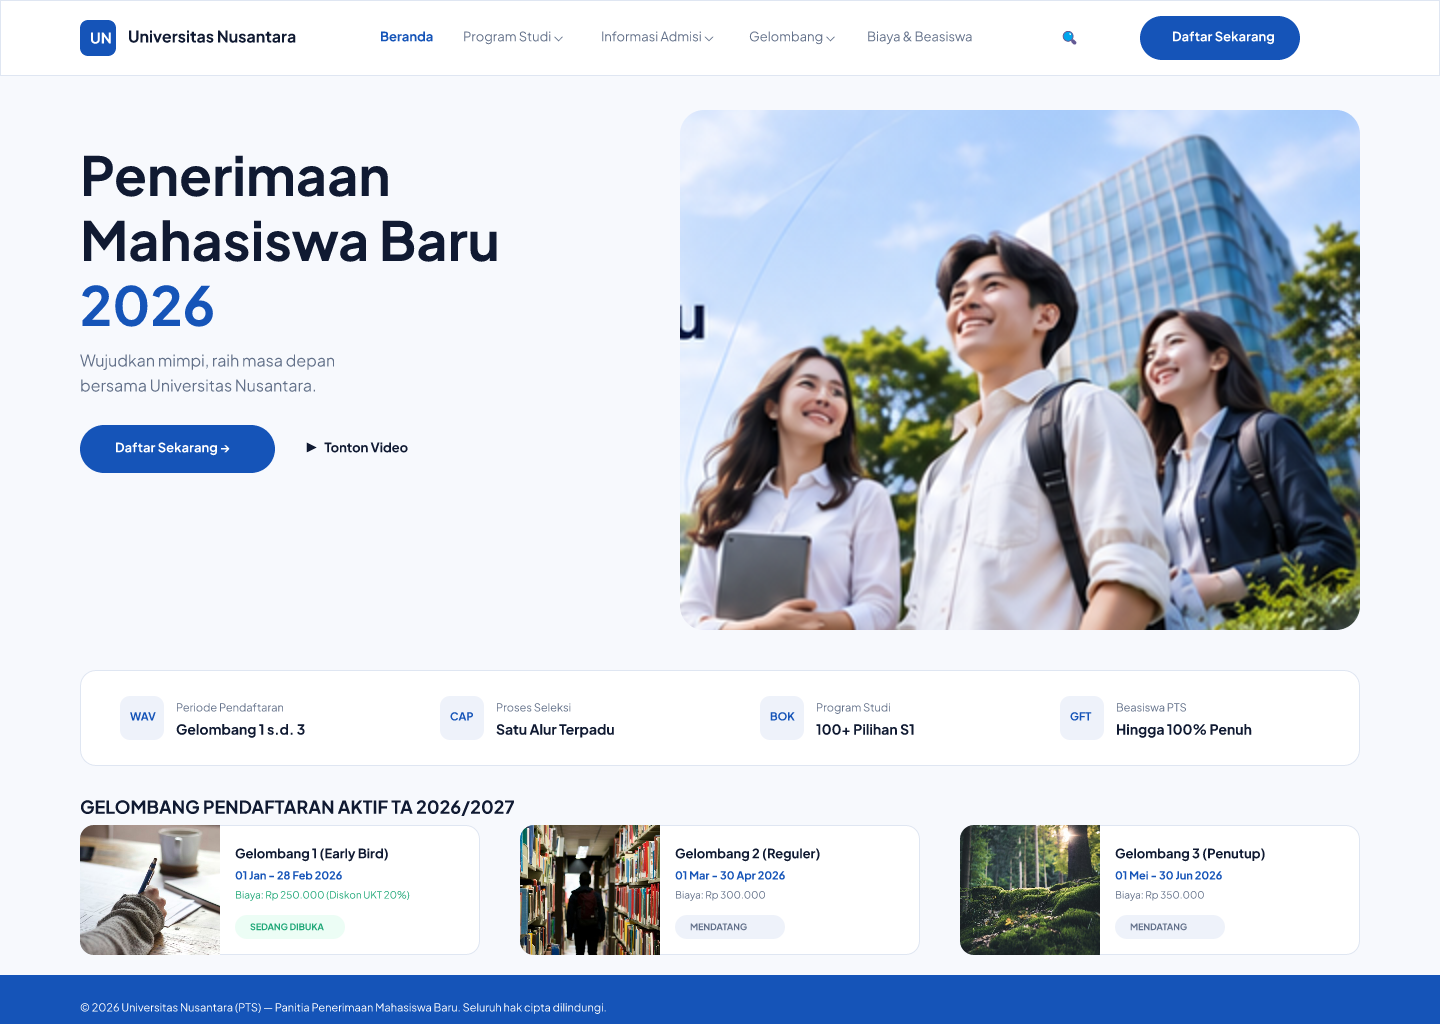 UN
Universitas Nusantara
Beranda
Program Studi
Informasi Admisi
Gelombang
Biaya & Beasiswa
Daftar Sekarang
Penerimaan
Mahasiswa Baru
2026
u
Wujudkan mimpi, raih masa depan
bersama Universitas Nusantara.
Daftar Sekarang →
► Tonton Video
WAV
Periode Pendaftaran
Gelombang 1 s.d. 3
CAP
Proses Seleksi
Satu Alur Terpadu
BOK
Program Studi
100+ Pilihan S1
GFT
Beasiswa PTS
Hingga 100% Penuh
GELOMBANG PENDAFTARAN AKTIF TA 2026/2027
Gelombang 1 (Early Bird)
01 Jan - 28 Feb 2026
Biaya: Rp 250.000 (Diskon UKT 20%)
SEDANG DIBUKA
Gelombang 2 (Reguler)
01 Mar - 30 Apr 2026
Biaya: Rp 300.000
MENDATANG
Gelombang 3 (Penutup)
01 Mei - 30 Jun 2026
Biaya: Rp 350.000
MENDATANG
© 2026 Universitas Nusantara (PTS) — Panitia Penerimaan Mahasiswa Baru. Seluruh hak cipta dilindungi.